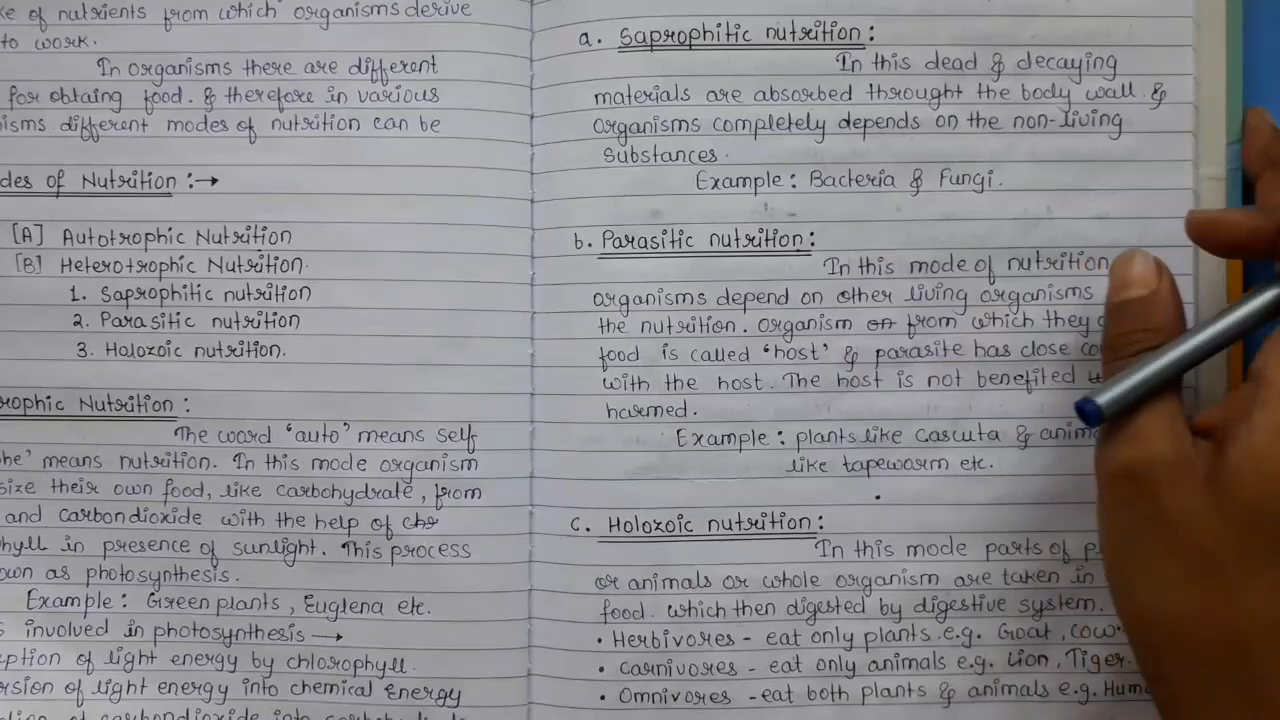 ke of nutrients from which organisms derive
to work.
In organisms there are different
for obtaing food. & therefore in various
isms different modes of nutrition can be
des of Nutrition :→
[A] Autotrophic Nutrition
[B] Heterotrophic Nutrition.
1. Saprophitic nutrition
2. Parasitic nutrition
3. Holozoic nutrition.
rophic Nutrition :
The word 'auto' means self
he' means nutrition. In this mode organism
size their own food, like carbohydrate, from
and carbondioxide with the help of chlo
hyll in presence of sunlight. This process
own as photosynthesis.
Example : Green plants, Euglena etc.
s involved in photosynthesis →
ption of light energy by chlorophyll.
rsion of light energy into chemical energy
a. Saprophitic nutrition :
In this dead & decaying
materials are absorbed throught the body wall. &
organisms completely depends on the non-living
substances.
Example : Bacteria & Fungi.
b. Parasitic nutrition :
In this mode of nutrition
organisms depend on other living organisms
the nutrition. Organism from which they
food is called 'host' & parasite has close co
with the host. The host is not benefited
harmed.
Example : plants like cascuta & anima
like tapeworm etc.
c. Holozoic nutrition :
In this mode parts of p
or animals or whole organism are taken in
food. which then digested by digestive system.
• Herbivores - eat only plants e.g. Goat, cow.
• Carnivores - eat only animals e.g. Lion, Tiger.
• Omnivores - eat both plants & animals e.g. Huma